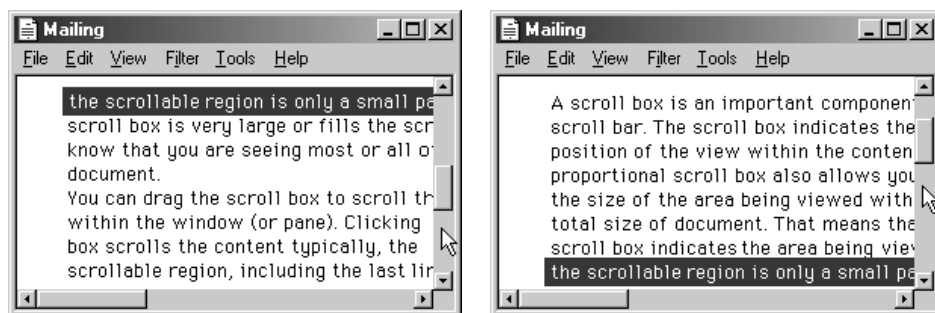 Mailing
File Edit View Filter Tools Help
the scrollable region is only a small pa
scroll box is very large or fills the scr
know that you are seeing most or all o
document.
You can drag the scroll box to scroll th
within the window (or pane). Clicking
box scrolls the content typically, the
scrollable region, including the last lin
Mailing
File Edit View Filter Tools Help
A scroll box is an important component
scroll bar. The scroll box indicates the
position of the view within the conten
proportional scroll box also allows you
the size of the area being viewed with
total size of document. That means tha
scroll box indicates the area being view
the scrollable region is only a small pa